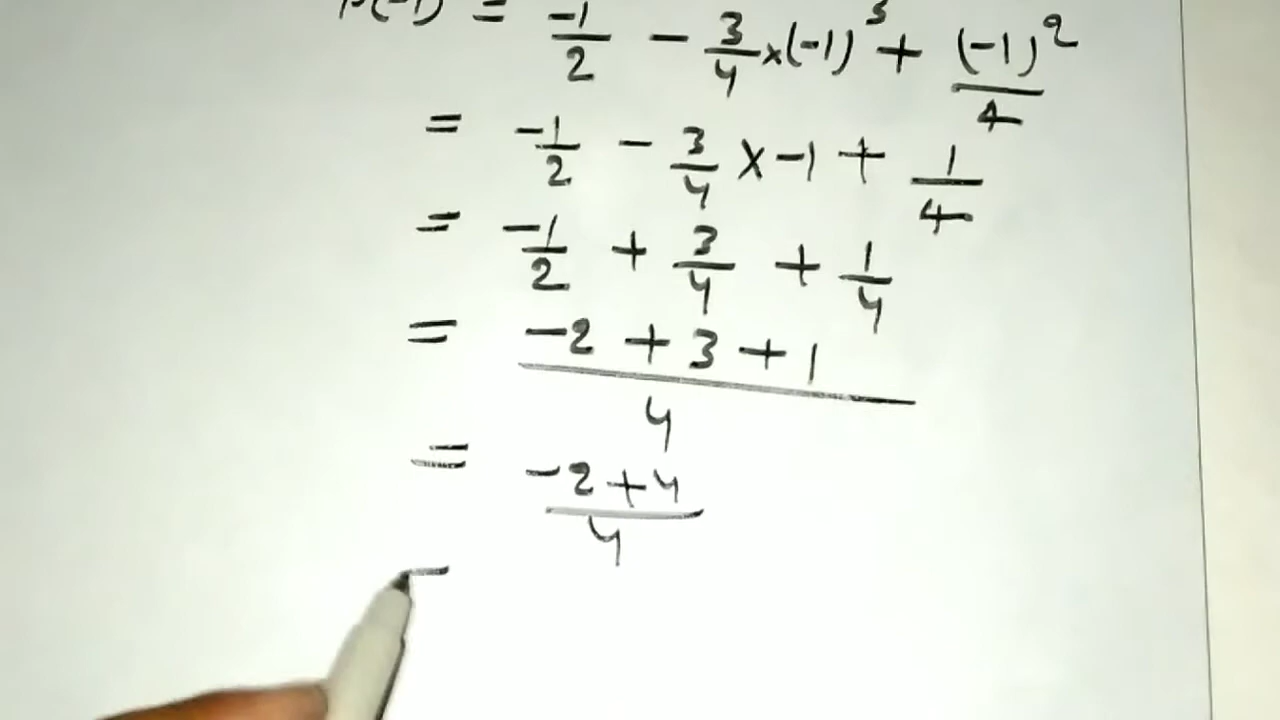 P(-1) = -1/2 - 3/4 x (-1)³ + (-1)²/4
= -1/2 - 3/4 x -1 + 1/4
= -1/2 + 3/4 + 1/4
= -2 + 3 + 1 / 4
= -2 + 4 / 4